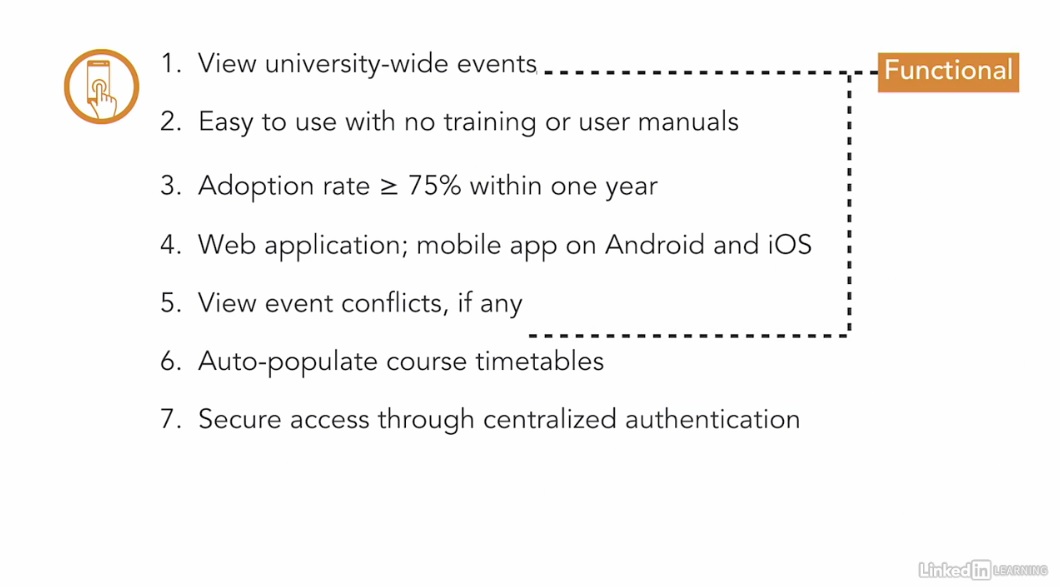 1. View university-wide events
Functional
2. Easy to use with no training or user manuals
3. Adoption rate ≥ 75% within one year
4. Web application; mobile app on Android and iOS
5. View event conflicts, if any
6. Auto-populate course timetables
7. Secure access through centralized authentication
Linked in LEARNING